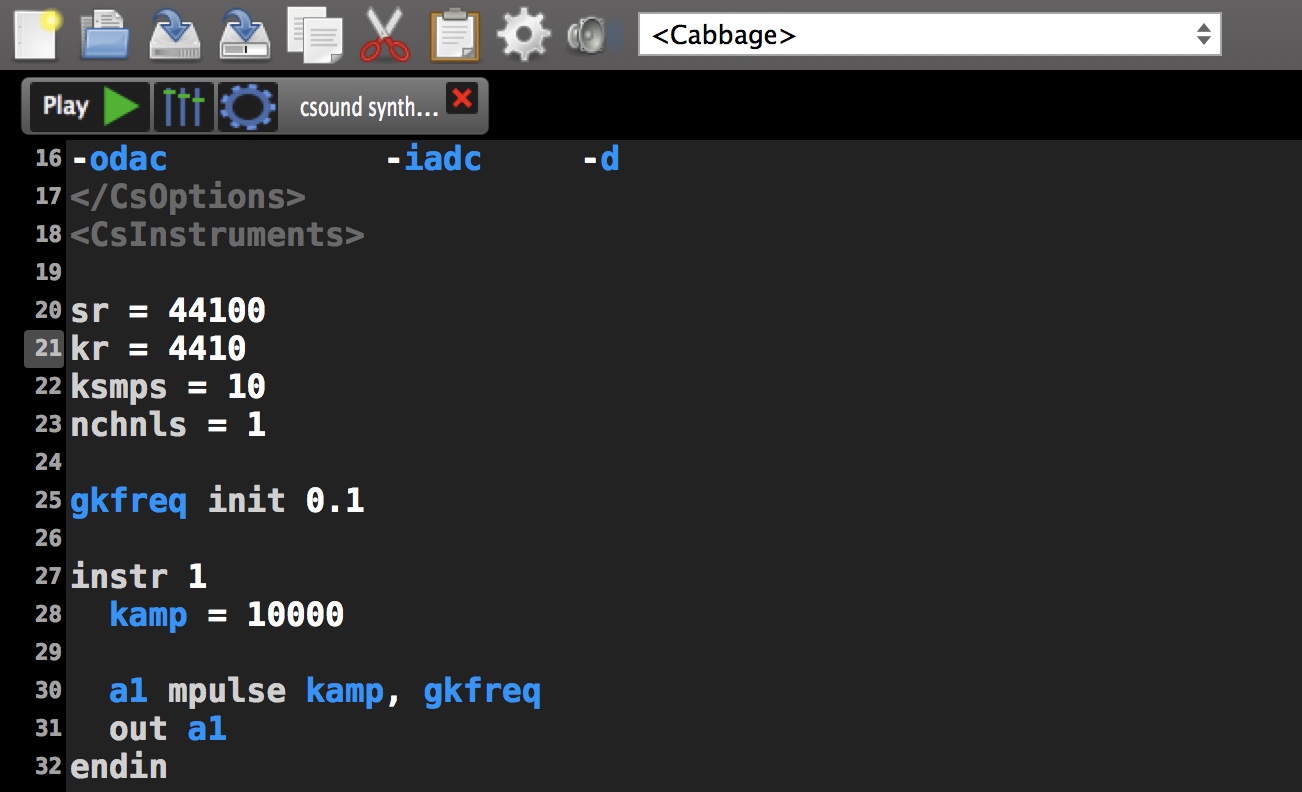 <Cabbage>
Play csound synth...
16 -odac -iadc -d
17 </CsOptions>
18 <CsInstruments>
19
20 sr = 44100
21 kr = 4410
22 ksmps = 10
23 nchnls = 1
24
25 gkfreq init 0.1
26
27 instr 1
28 kamp = 10000
29
30 a1 mpulse kamp, gkfreq
31 out a1
32 endin